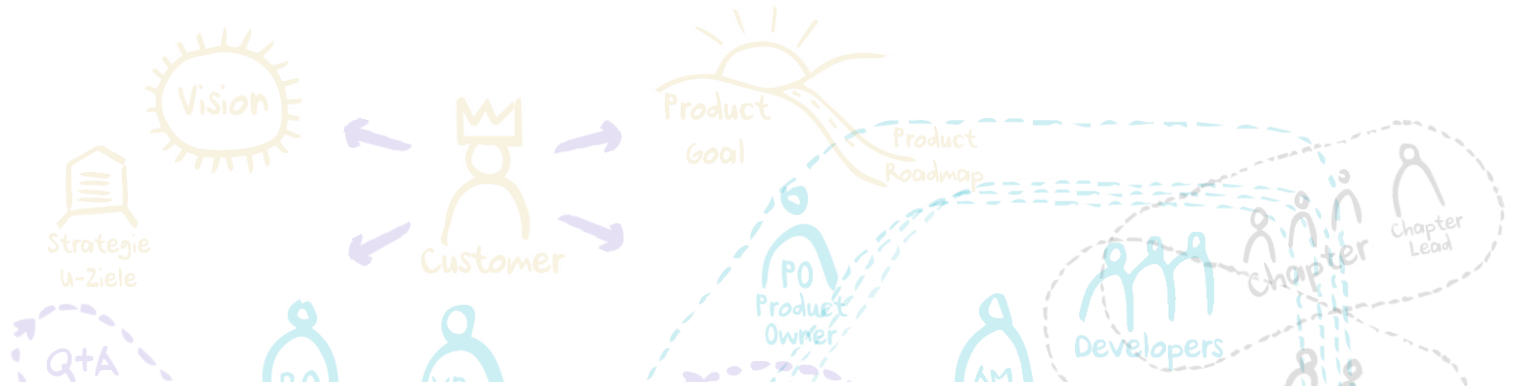 Vision
Strategie
U-Ziele
Customer
Product
Goal
Product
Roadmap
PO
Product
Owner
Developers
Chapter
Chapter
Lead
Q+A